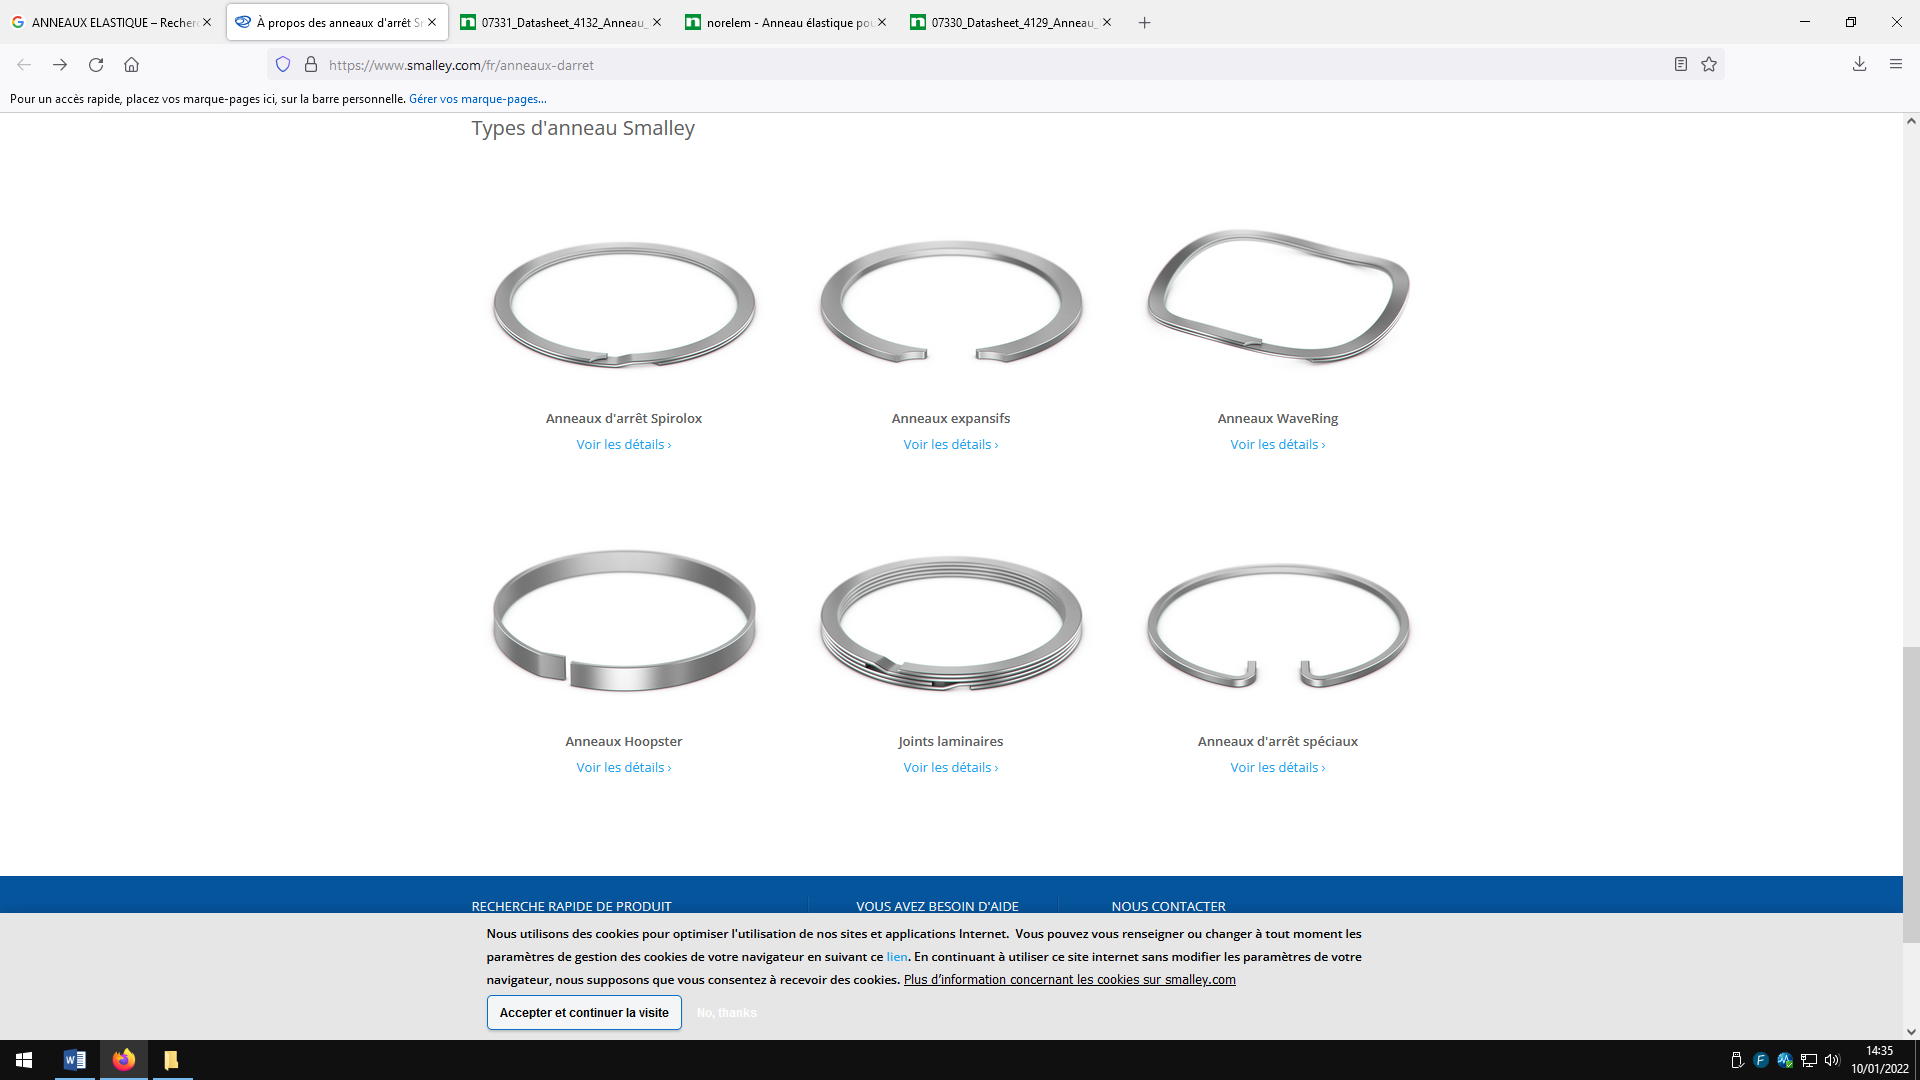 ANNEAUX ELASTIQUE – Recher
À propos des anneaux d'arrêt Sr
07331_Datasheet_4132_Anneau_
norelem - Anneau élastique pou
07330_Datasheet_4129_Anneau_
https://www.smalley.com/fr/anneaux-darret
Pour un accès rapide, placez vos marque-pages ici, sur la barre personnelle. Gérer vos marque-pages...
Types d'anneau Smalley
Anneaux d'arrêt Spirolox
Voir les détails ›
Anneaux expansifs
Voir les détails ›
Anneaux WaveRing
Voir les détails ›
Anneaux Hoopster
Voir les détails ›
Joints laminaires
Voir les détails ›
Anneaux d'arrêt spéciaux
Voir les détails ›
RECHERCHE RAPIDE DE PRODUIT
VOUS AVEZ BESOIN D'AIDE
NOUS CONTACTER
Nous utilisons des cookies pour optimiser l'utilisation de nos sites et applications Internet. Vous pouvez vous renseigner ou changer à tout moment les
paramètres de gestion des cookies de votre navigateur en suivant ce lien. En continuant à utiliser ce site internet sans modifier les paramètres de votre
navigateur, nous supposons que vous consentez à recevoir des cookies. Plus d’information concernant les cookies sur smalley.com
Accepter et continuer la visite
No, thanks
14:35
10/01/2022